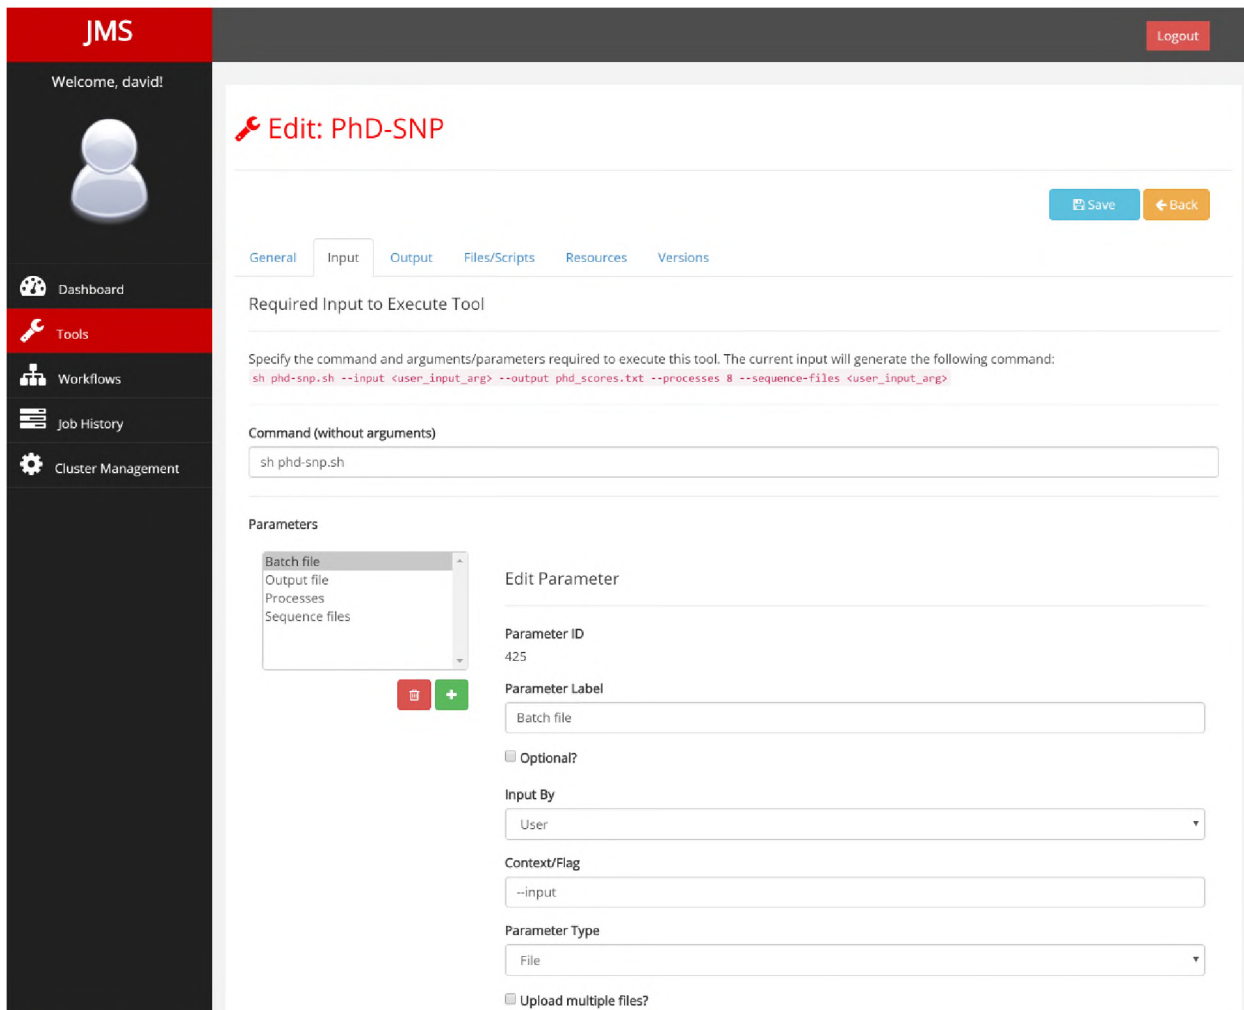 JMS
Logout
Welcome, david!
Edit: PhD-SNP
Save
Back
General
Input
Output
Files/Scripts
Resources
Versions
Dashboard
Tools
Workflows
Job History
Cluster Management
Required Input to Execute Tool
Specify the command and arguments/parameters required to execute this tool. The current input will generate the following command:
sh phd-snp.sh --input <user_input_arg> --output phd_scores.txt --processes 8 --sequence-files <user_input_arg>
Command (without arguments)
sh phd-snp.sh
Parameters
Batch file
Output file
Processes
Sequence files
Edit Parameter
Parameter ID
425
Parameter Label
Batch file
Optional?
Input By
User
Context/Flag
--input
Parameter Type
File
Upload multiple files?